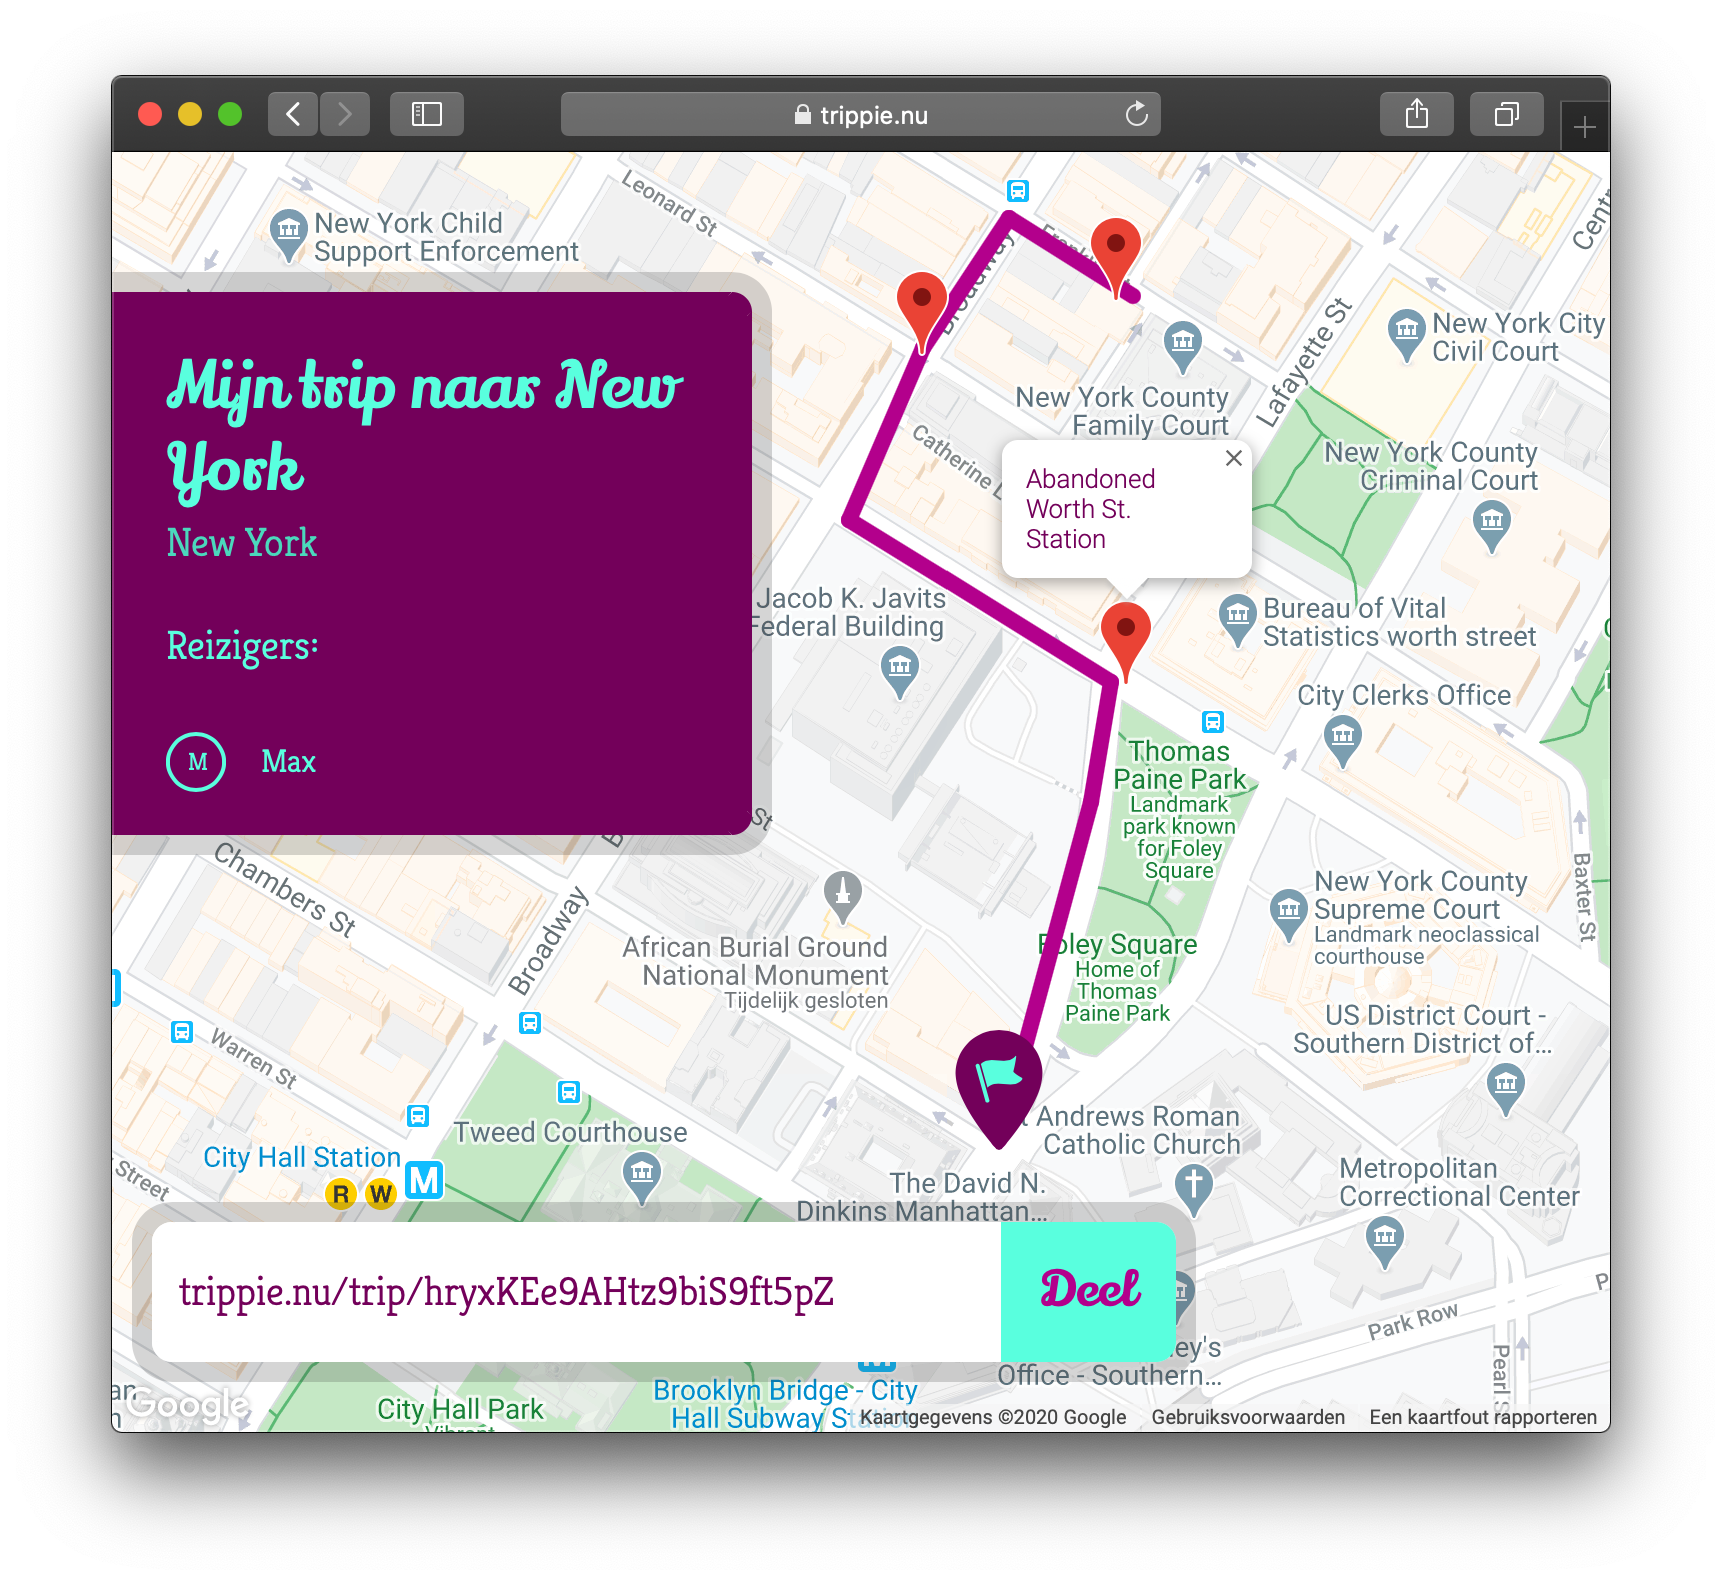 trippie.nu
Leonard St
New York Child
Support Enforcement
Broadway
Lafayette St
New York City
Civil Court
Mijn trip naar New
York
New York
Reizigers:
M
Max
New York County
Family Court
Catherine
New York County
Criminal Court
Abandoned
Worth St.
Station
Jacob K. Javits
Federal Building
Bureau of Vital
Statistics worth street
City Clerks Office
Thomas
Paine Park
Landmark
park known
for Foley
Square
St
Chambers St
Broadway
African Burial Ground
National Monument
Tijdelijk gesloten
Foley Square
Home of
Thomas
Paine Park
New York County
Supreme Court
Landmark neoclassical
courthouse
Baxter St
US District Court -
Southern District of...
Warren St
Tweed Courthouse
City Hall Station
M
R
W
Street
Andrews Roman
Catholic Church
The David N.
Dinkins Manhattan...
Metropolitan
Correctional Center
trippie.nu/trip/hryxKEe9AHtz9biS9ft5pZ
Deel
Park Row
Pearl S
ey's
Office - Southern...
Brooklyn Bridge - City
Hall Subway Station
City Hall Park
Google
Kaartgegevens ©2020 Google
Gebruiksvoorwaarden
Een kaartfout rapporteren